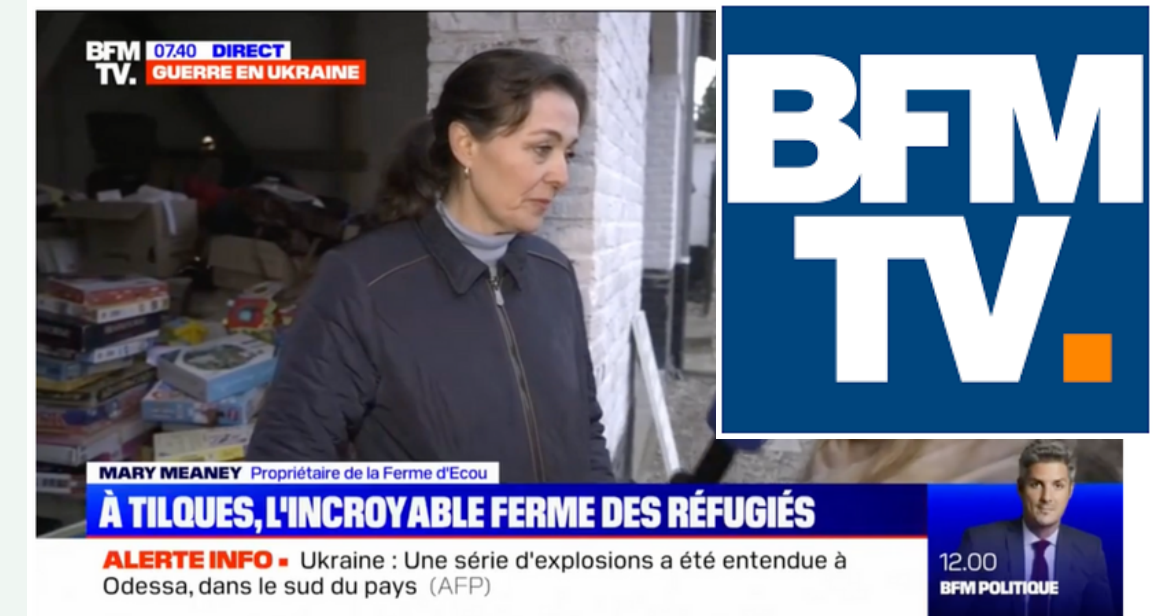 BFM
TV.
07.40 DIRECT
GUERRE EN UKRAINE
BFM
TV.
MARY MEANEY Propriétaire de la Ferme d'Ecou
À TILQUES, L'INCROYABLE FERME DES RÉFUGIÉS
ALERTE INFO ▪ Ukraine : Une série d'explosions a été entendue à
Odessa, dans le sud du pays (AFP)
12.00
BFM POLITIQUE